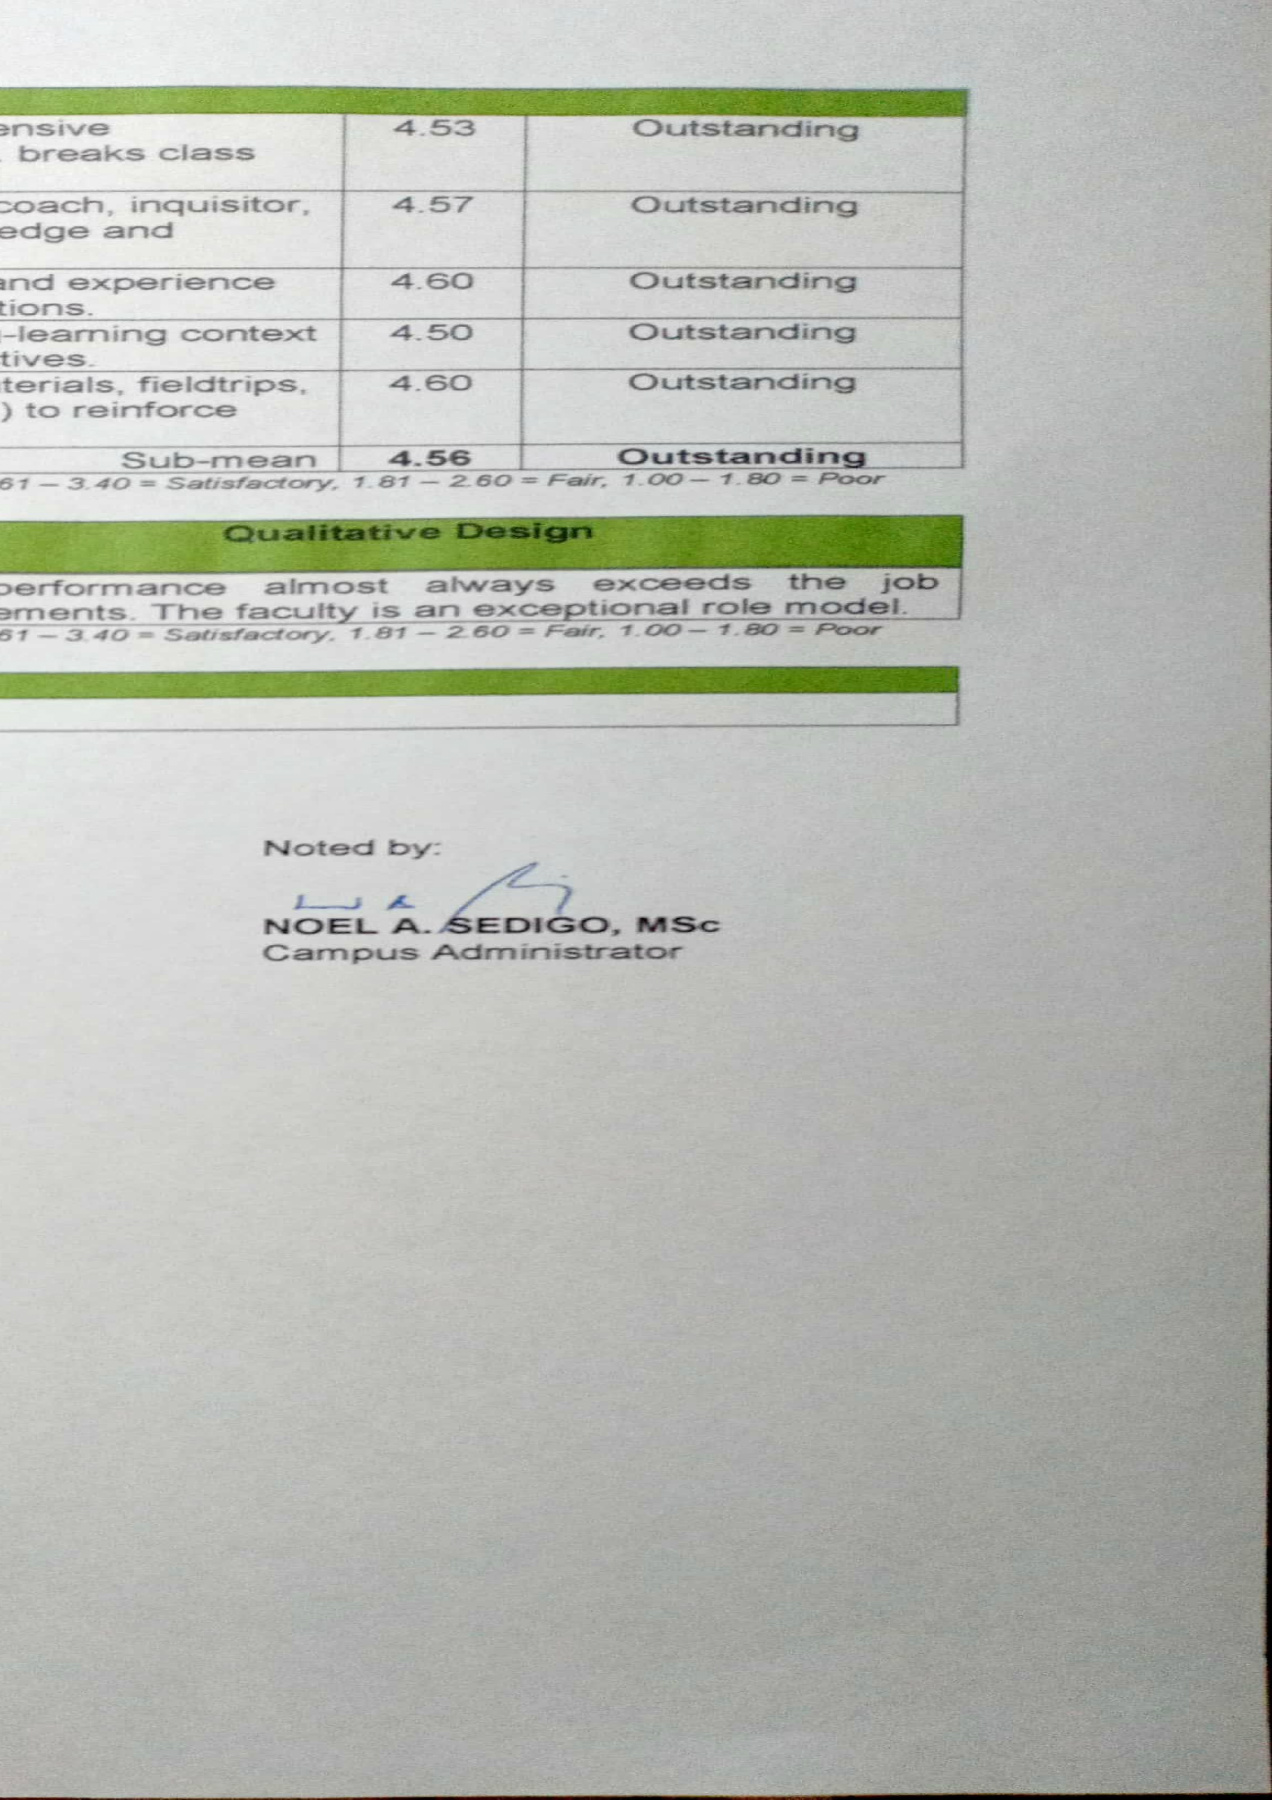 ensive 4.53 Outstanding
breaks class
coach, inquisitor, 4.57 Outstanding
edge and
and experience 4.60 Outstanding
tions.
-learning context 4.50 Outstanding
tives.
terials, fieldtrips, 4.60 Outstanding
) to reinforce
Sub-mean 4.56 Outstanding
61 – 3.40 = Satisfactory, 1.81 – 2.60 = Fair, 1.00 – 1.80 = Poor
Qualitative Design
performance almost always exceeds the job
ements. The faculty is an exceptional role model.
61 – 3.40 = Satisfactory, 1.81 – 2.60 = Fair, 1.00 – 1.80 = Poor
Noted by:
NOEL A. SEDIGO, MSc
Campus Administrator